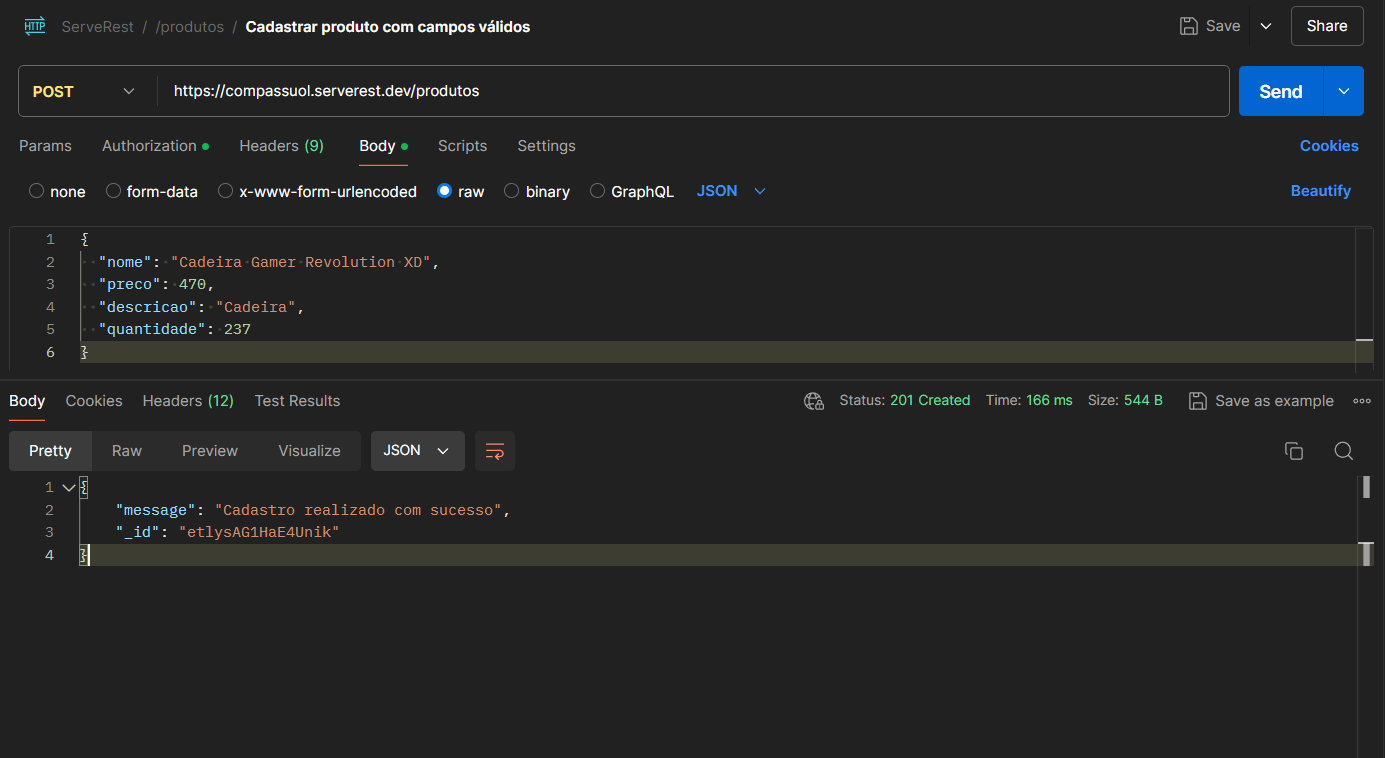 HTTP ServeRest / /produtos / Cadastrar produto com campos válidos Save Share
POST https://compassuol.serverest.dev/produtos Send
Params Authorization Headers (9) Body Scripts Settings Cookies
none form-data x-www-form-urlencoded raw binary GraphQL JSON Beautify
1 {
2 "nome": "Cadeira Gamer Revolution XD",
3 "preco": 470,
4 "descricao": "Cadeira",
5 "quantidade": 237
6 }
Body Cookies Headers (12) Test Results Status: 201 Created Time: 166 ms Size: 544 B Save as example
Pretty Raw Preview Visualize JSON
1 {
2 "message": "Cadastro realizado com sucesso",
3 "_id": "etlysAG1HaE4Unik"
4 }